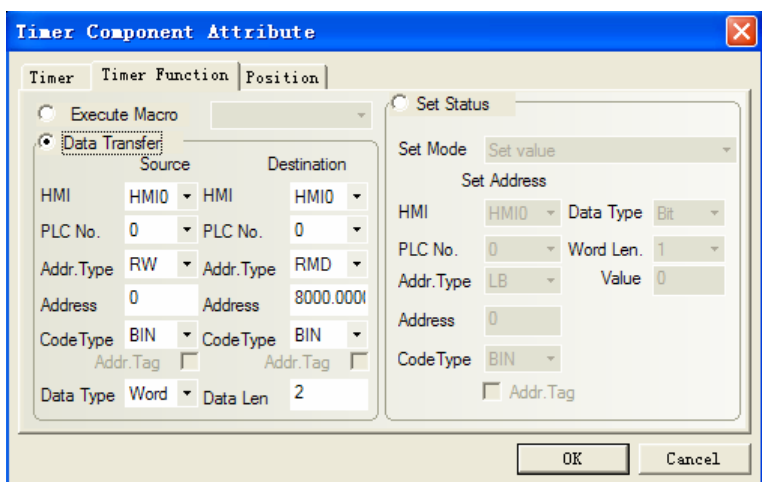 Timer Component Attribute
Timer Timer Function Position
Execute Macro
Data Transfer
Source Destination
HMI HMI0 HMI HMI0
PLC No. 0 PLC No. 0
Addr.Type RW Addr.Type RMD
Address 0 Address 8000.000
CodeType BIN CodeType BIN
Addr.Tag Addr.Tag
Data Type Word Data Len 2
Set Status
Set Mode Set value
Set Address
HMI HMI0 Data Type Bit
PLC No. 0 Word Len. 1
Addr.Type LB Value 0
Address 0
CodeType BIN
Addr.Tag
OK Cancel